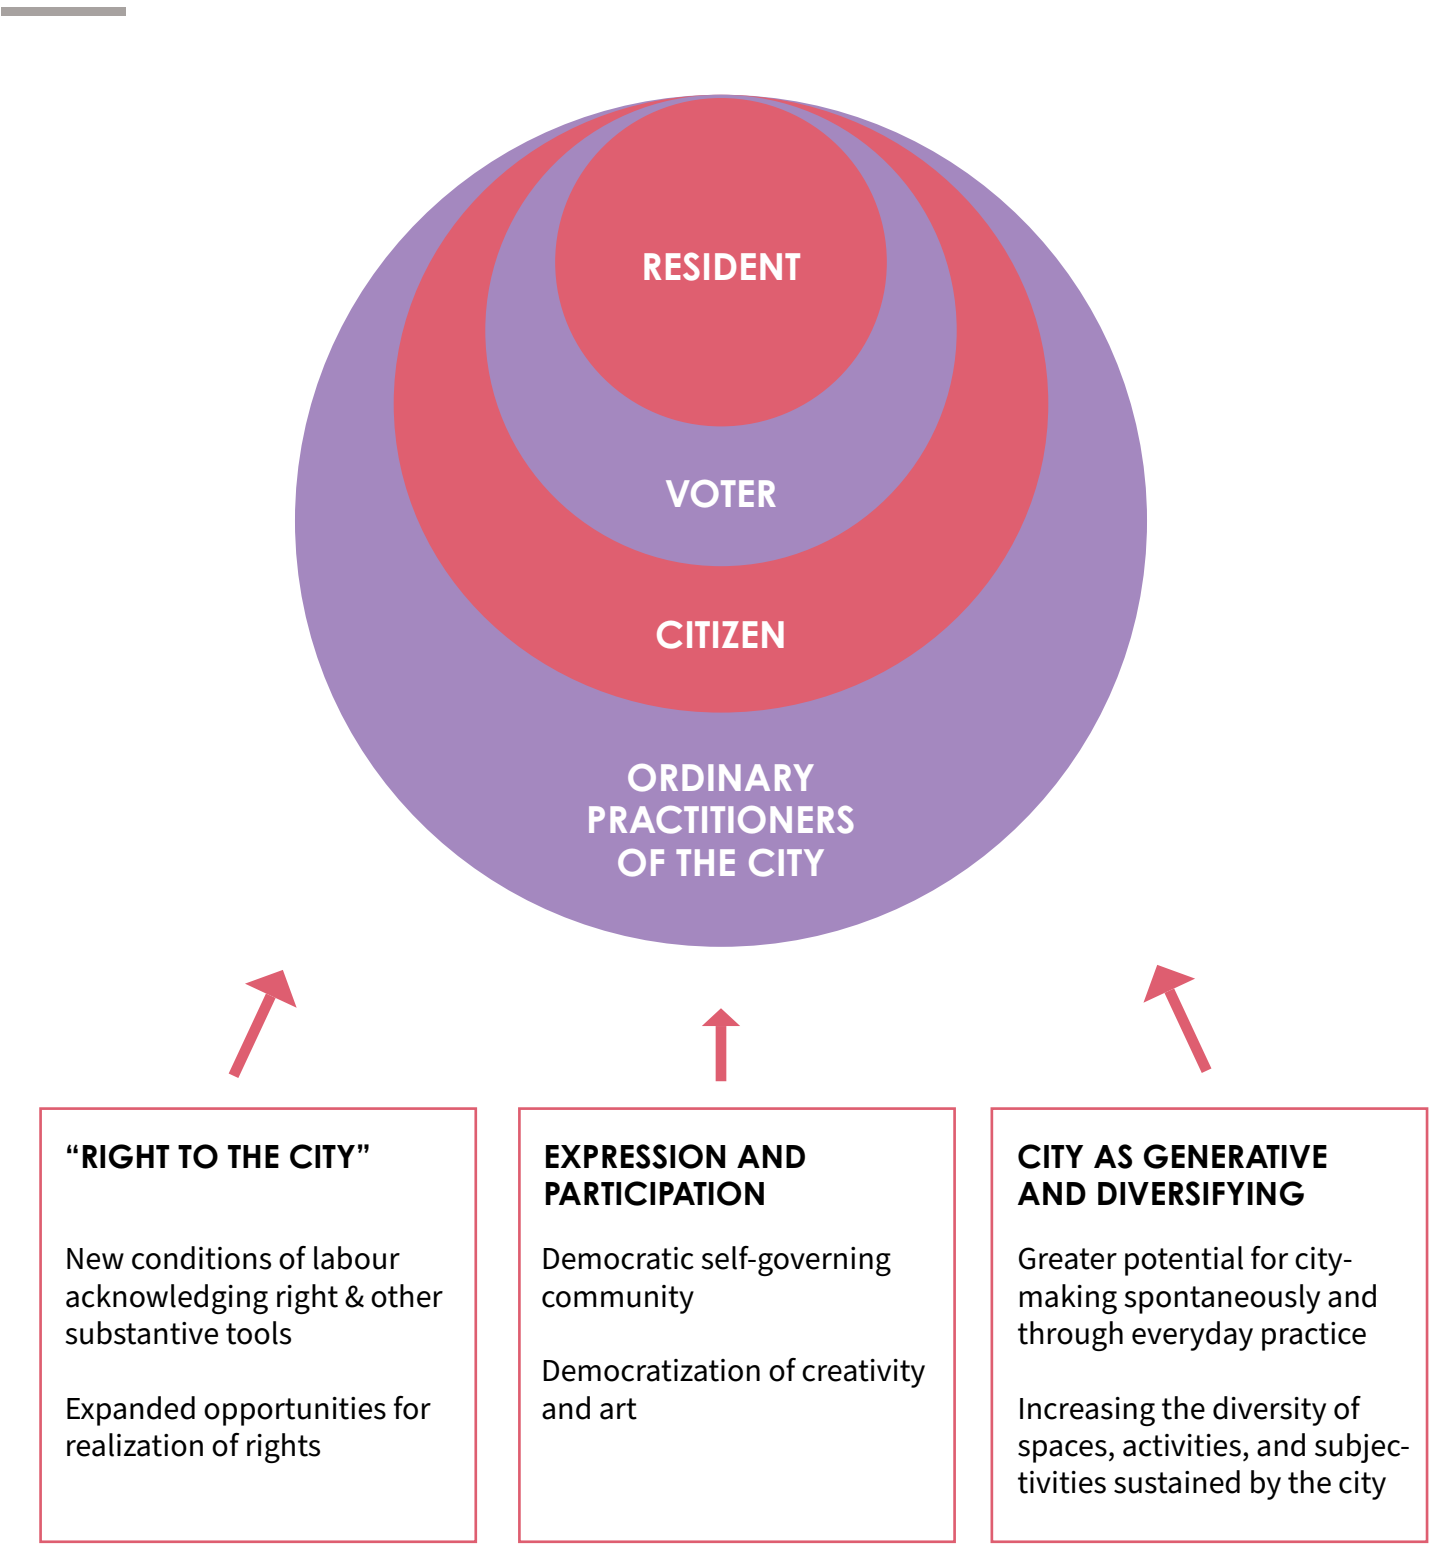 RESIDENT
VOTER
CITIZEN
ORDINARY
PRACTITIONERS
OF THE CITY
“RIGHT TO THE CITY”
New conditions of labour
acknowledging right & other
substantive tools
Expanded opportunities for
realization of rights
EXPRESSION AND
PARTICIPATION
Democratic self-governing
community
Democratization of creativity
and art
CITY AS GENERATIVE
AND DIVERSIFYING
Greater potential for city-
making spontaneously and
through everyday practice
Increasing the diversity of
spaces, activities, and subjec-
tivities sustained by the city